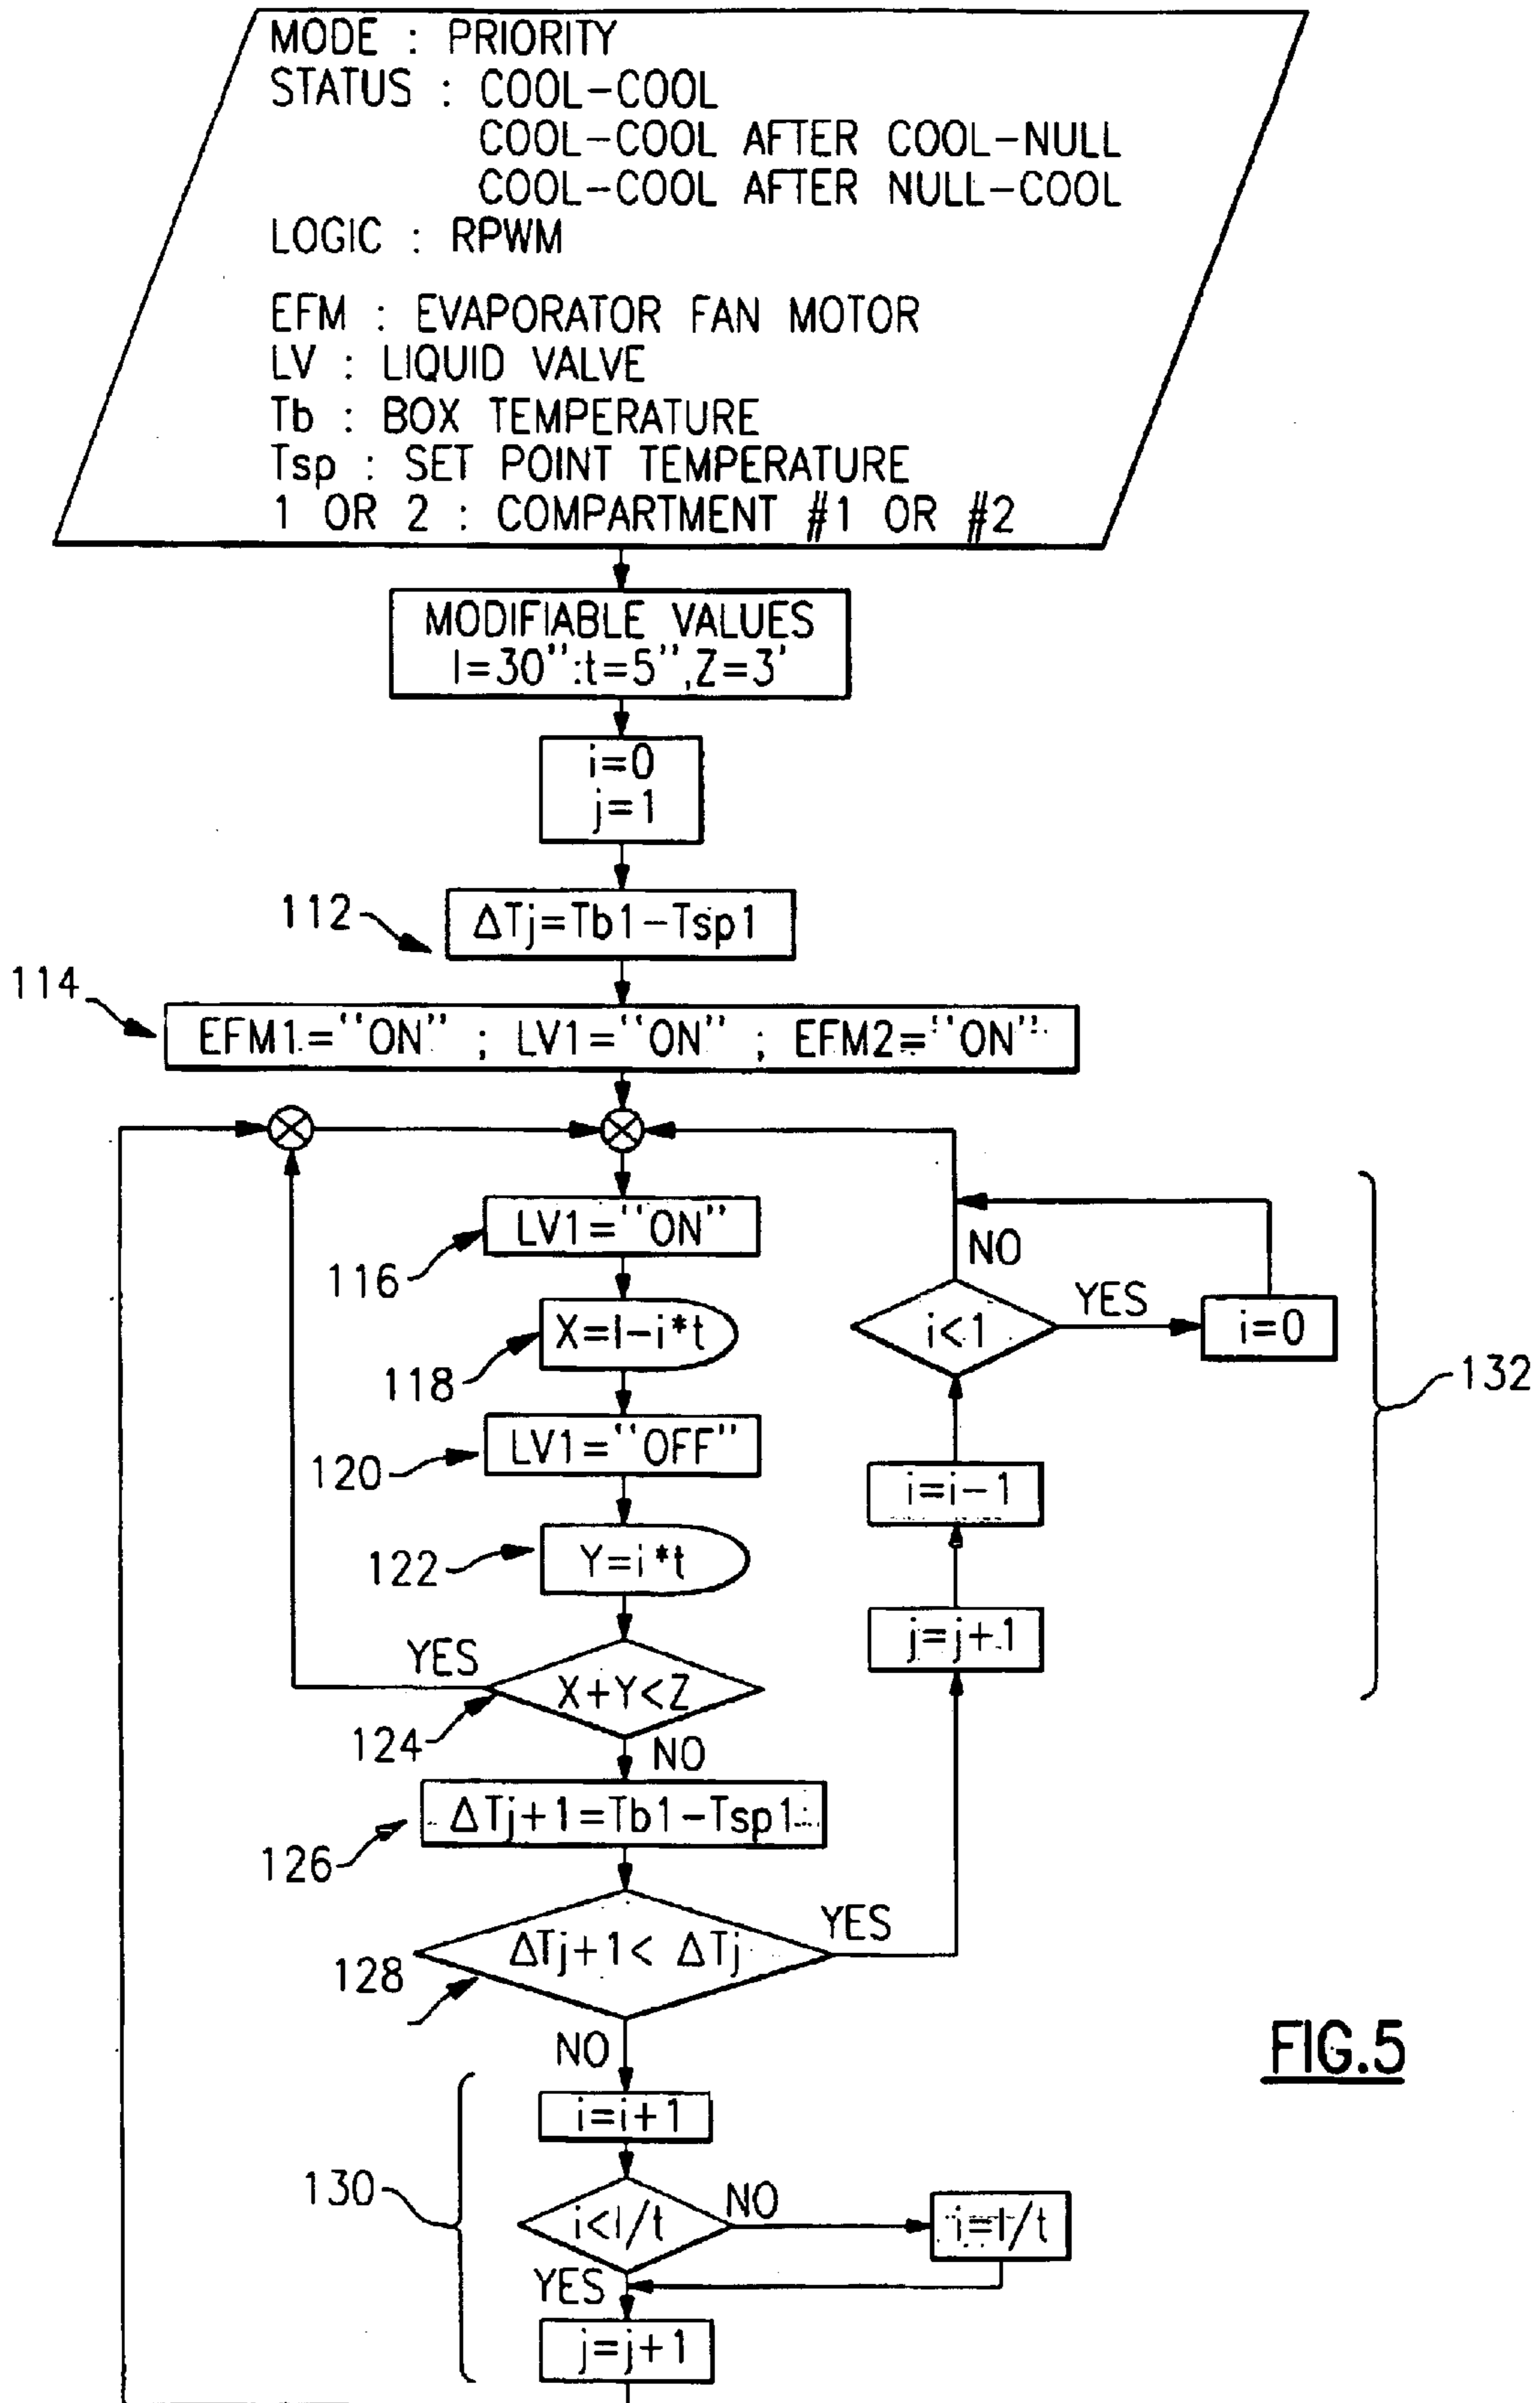 MODE : PRIORITY
STATUS : COOL-COOL
COOL-COOL AFTER COOL-NULL
COOL-COOL AFTER NULL-COOL
LOGIC : RPWM
EFM : EVAPORATOR FAN MOTOR
LV : LIQUID VALVE
Tb : BOX TEMPERATURE
Tsp : SET POINT TEMPERATURE
1 OR 2 : COMPARTMENT #1 OR #2
MODIFIABLE VALUES
I=30":t=5",Z=3'
i=0
j=1
112
ΔTj=Tb1-Tsp1
114
EFM1="ON" ; LV1="ON" ; EFM2="ON"
LV1="ON"
116
NO
X=I-i*t
118
i<1
YES
i=0
132
LV1="OFF"
120
i=i-1
Y=i*t
122
j=j+1
YES
X+Y<Z
124
NO
ΔTj+1=Tb1-Tsp1
126
ΔTj+1< ΔTj
YES
128
NO
FIG.5
i=i+1
130
i<I/t
NO
i=I/t
YES
j=j+1